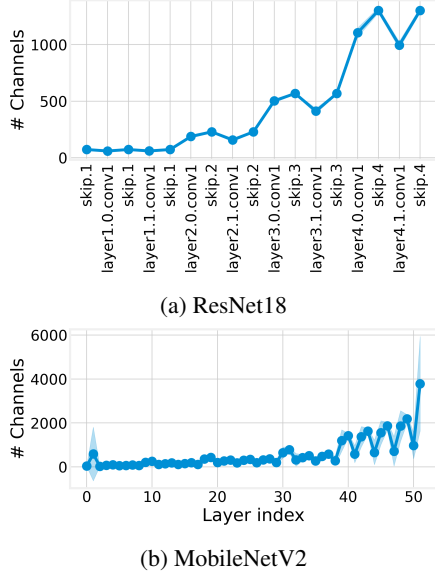 # Channels
1000
500
0
skip.1
layer1.0.conv1
skip.1
layer1.1.conv1
skip.1
layer2.0.conv1
skip.2
layer2.1.conv1
skip.2
layer3.0.conv1
skip.3
layer3.1.conv1
skip.3
layer4.0.conv1
skip.4
layer4.1.conv1
skip.4
(a) ResNet18
# Channels
6000
4000
2000
0
0 10 20 30 40 50
Layer index
(b) MobileNetV2